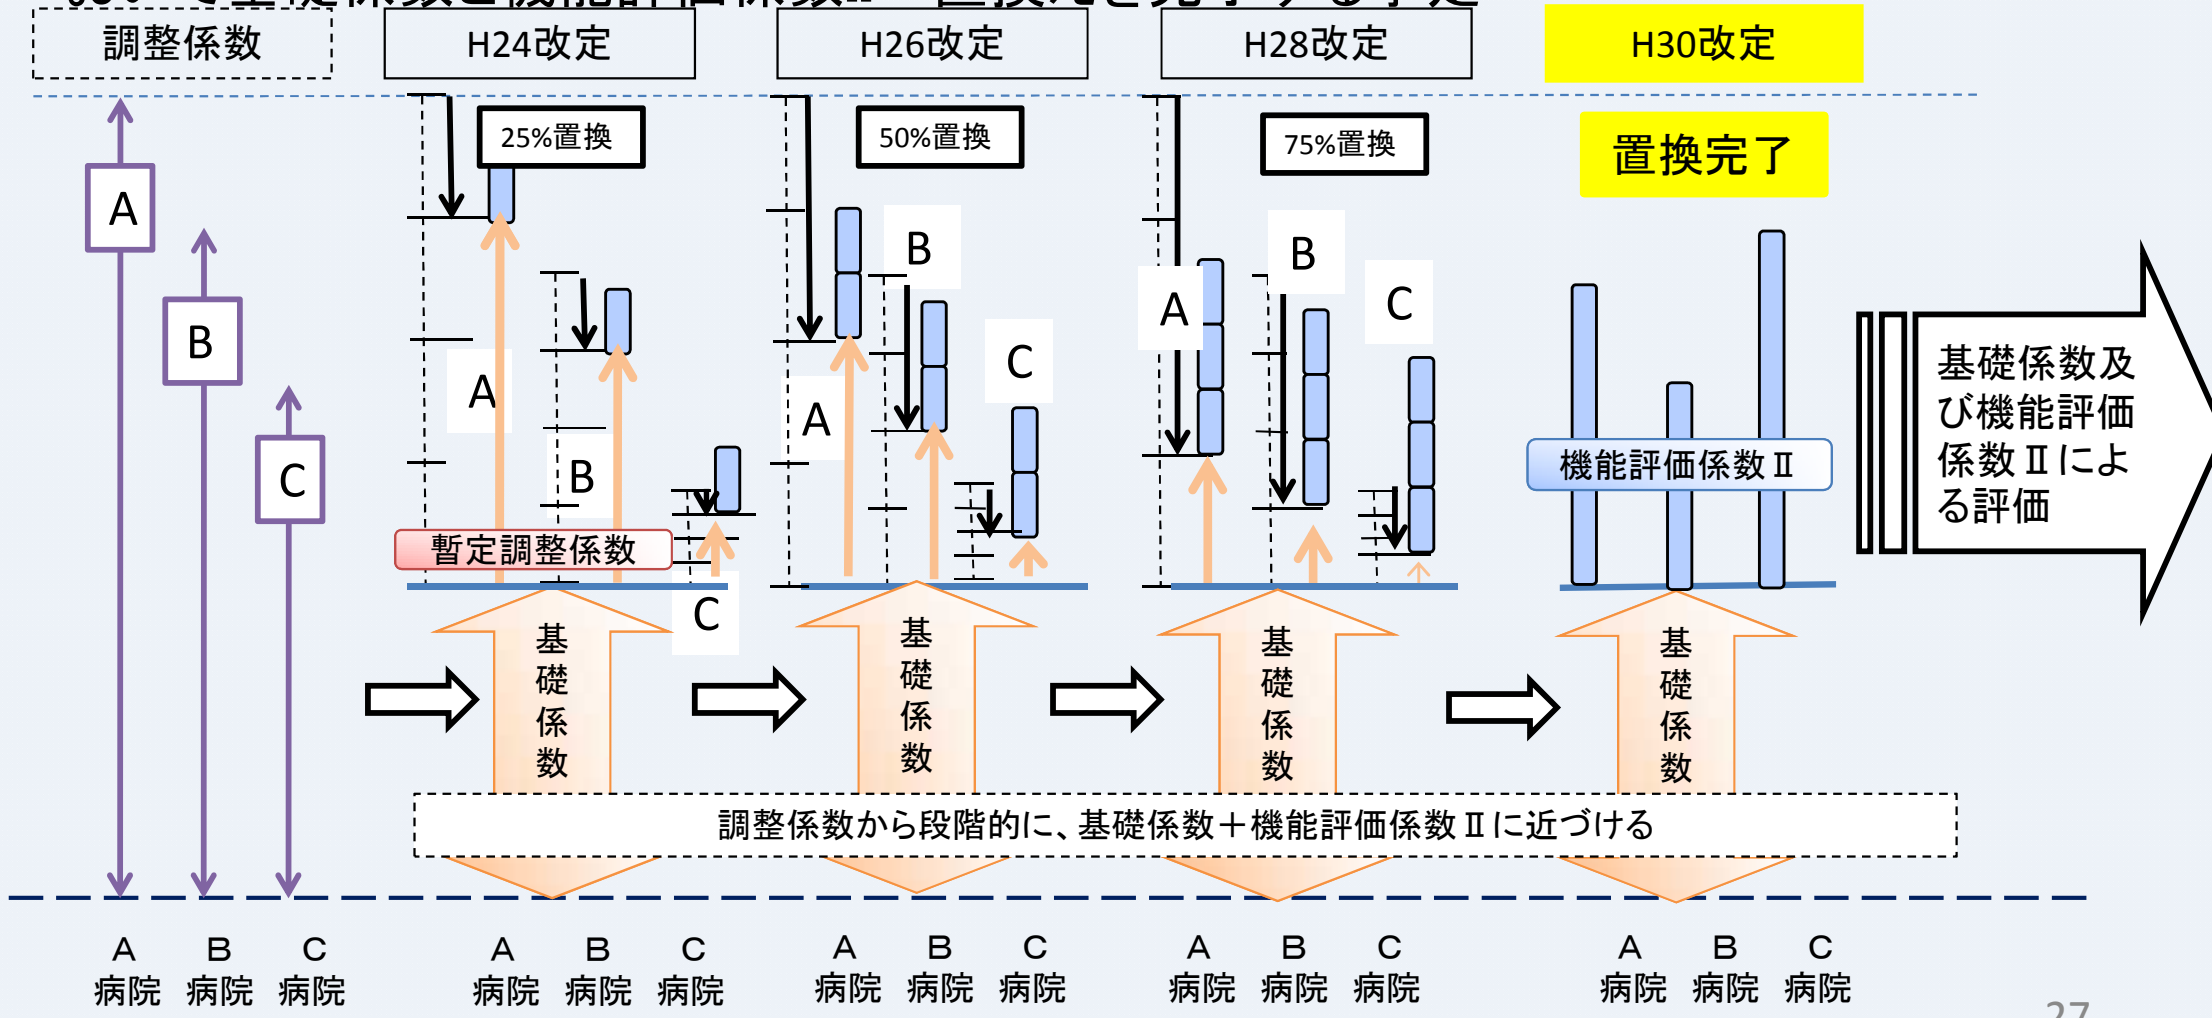 調整係数
H24改定
H26改定
H28改定
H30改定
25%置換
50%置換
75%置換
置換完了
A
B
C
A
B
C
A
B
C
A
B
C
暫定調整係数
機能評価係数Ⅱ
基礎係数及
び機能評価
係数Ⅱによ
る評価
基礎係数
基礎係数
基礎係数
基礎係数
調整係数から段階的に、基礎係数＋機能評価係数Ⅱに近づける
A B C
病院 病院 病院
A B C
病院 病院 病院
A B C
病院 病院 病院
A B C
病院 病院 病院
A B C
病院 病院 病院
27